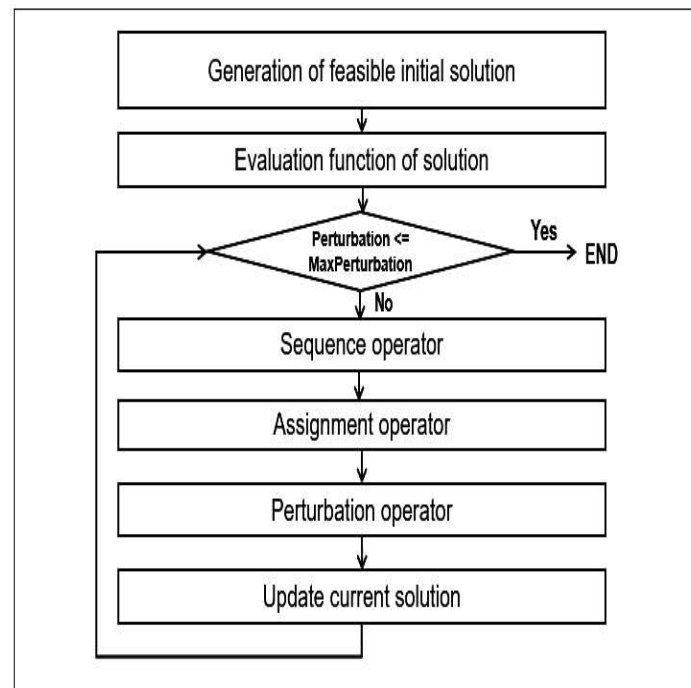 Generation of feasible initial solution
Evaluation function of solution
Perturbation <=
MaxPerturbation
Yes
END
No
Sequence operator
Assignment operator
Perturbation operator
Update current solution